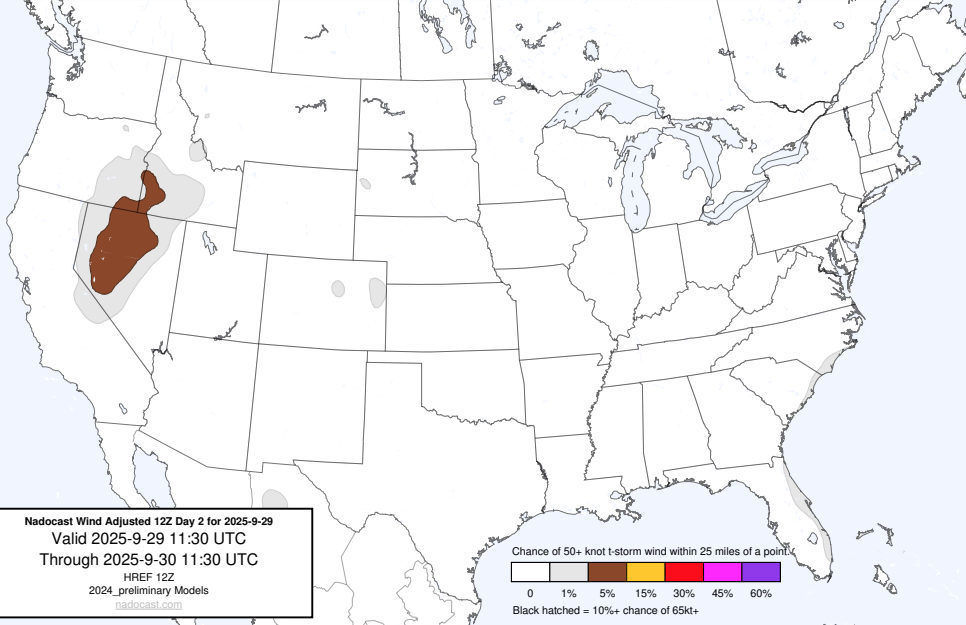 Nadocast Wind Adjusted 12Z Day 2 for 2025-9-29
Valid 2025-9-29 11:30 UTC
Through 2025-9-30 11:30 UTC
HREF 12Z
2024_preliminary Models
nadocast.com
Chance of 50+ knot t-storm wind within 25 miles of a point.
0 1% 5% 15% 30% 45% 60%
Black hatched = 10%+ chance of 65kt+